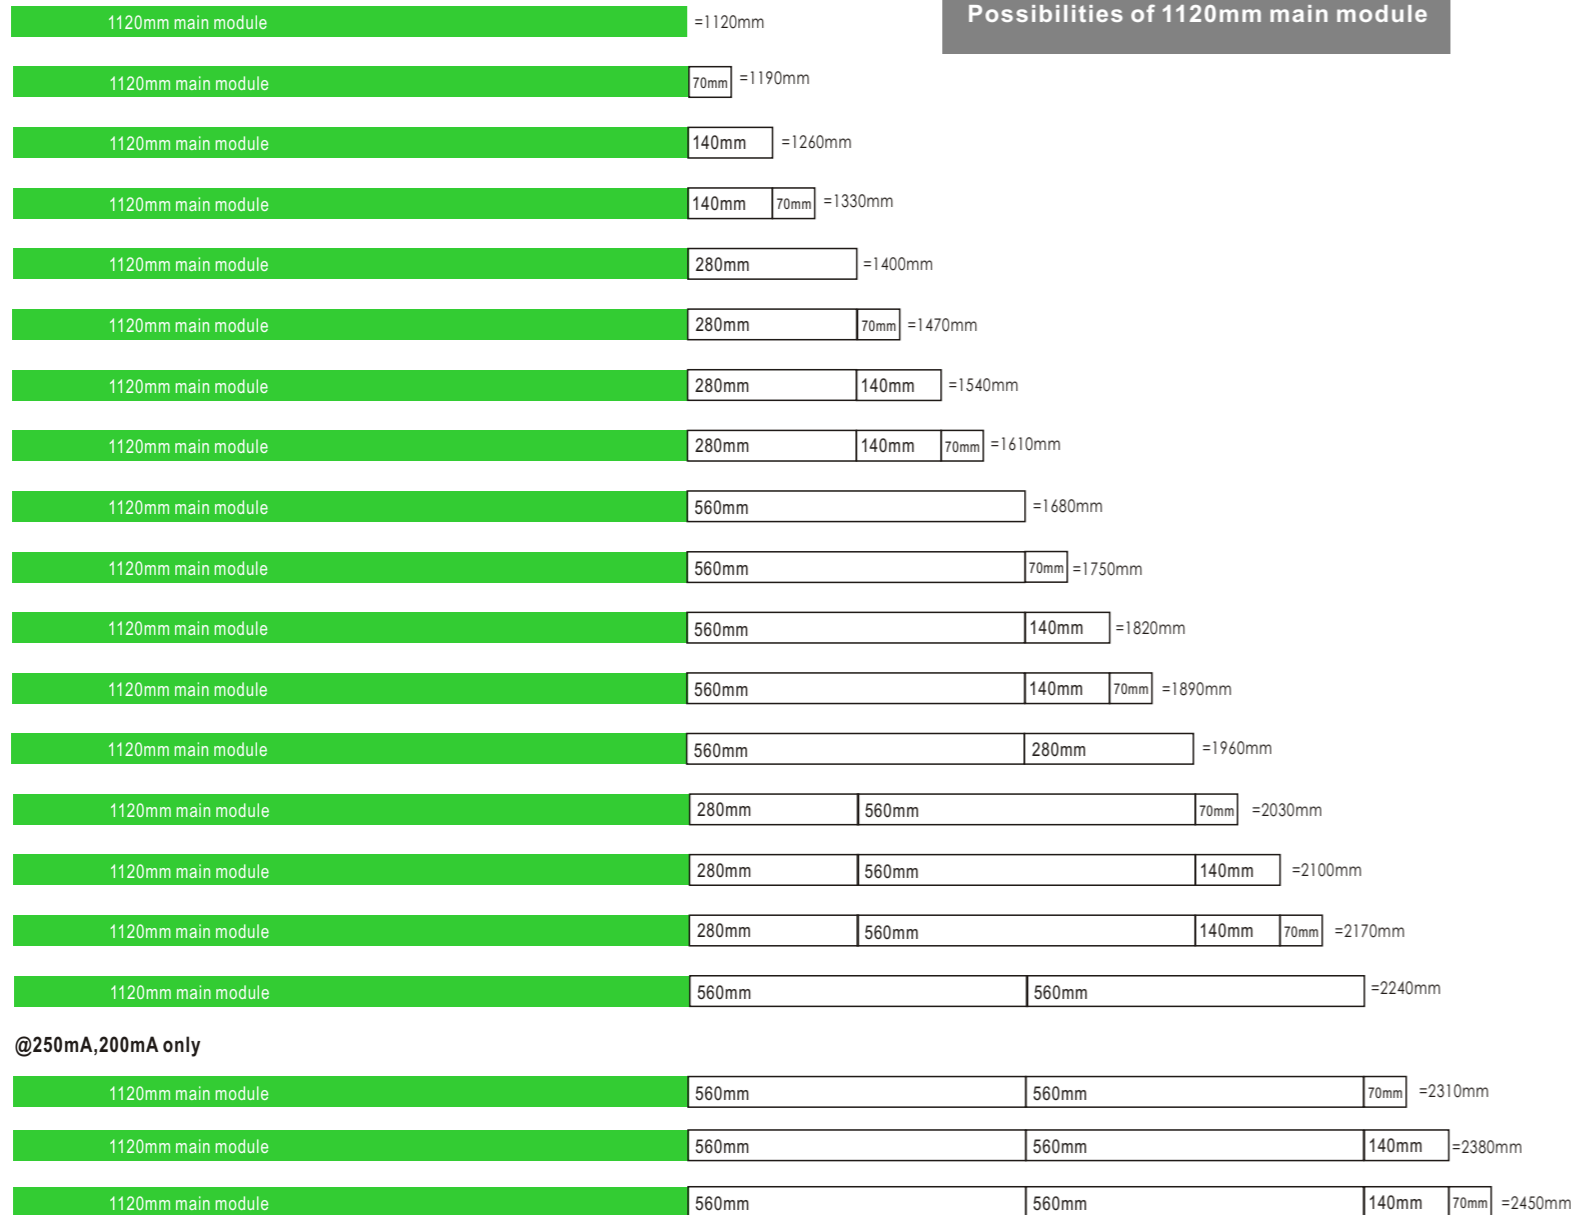 Possibilities of 1120mm main module
1120mm main module =1120mm
1120mm main module 70mm =1190mm
1120mm main module 140mm =1260mm
1120mm main module 140mm 70mm =1330mm
1120mm main module 280mm =1400mm
1120mm main module 280mm 70mm =1470mm
1120mm main module 280mm 140mm =1540mm
1120mm main module 280mm 140mm 70mm =1610mm
1120mm main module 560mm =1680mm
1120mm main module 560mm 70mm =1750mm
1120mm main module 560mm 140mm =1820mm
1120mm main module 560mm 140mm 70mm =1890mm
1120mm main module 560mm 280mm =1960mm
1120mm main module 280mm 560mm 70mm =2030mm
1120mm main module 280mm 560mm 140mm =2100mm
1120mm main module 280mm 560mm 140mm 70mm =2170mm
1120mm main module 560mm 560mm =2240mm
@250mA,200mA only
1120mm main module 560mm 560mm 70mm =2310mm
1120mm main module 560mm 560mm 140mm =2380mm
1120mm main module 560mm 560mm 140mm 70mm =2450mm